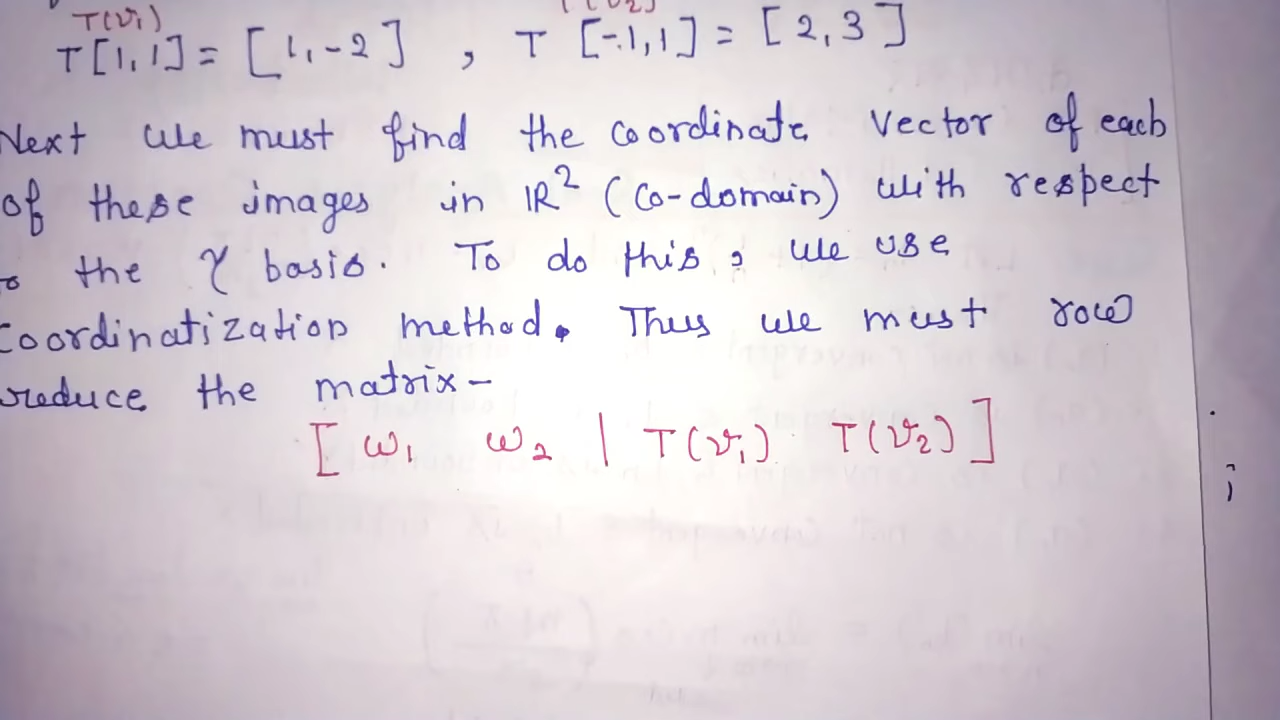 T(v₁) T(v₂)
T[1,1] = [1,-2] , T [-1,1] = [2,3]
Next we must find the coordinate vector of each
of these images in ℝ² (co-domain) with respect
to the γ basis. To do this, we use
Coordinatization method. Thus we must row
reduce the matrix-
[ ω₁ ω₂ | T(v₁) T(v₂) ]